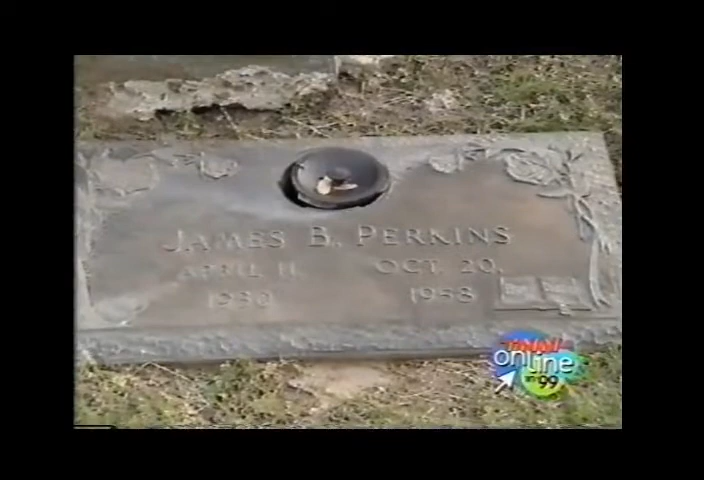 JAMES B. PERKINS
APRIL 11, OCT. 20,
1930 1958
online
99